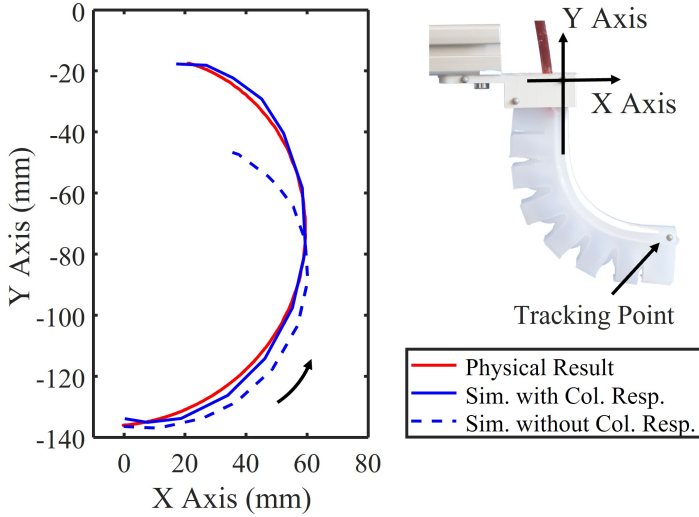 0
-20
-40
-60
-80
-100
-120
-140
0
20
40
60
80
Y Axis (mm)
X Axis (mm)
Y Axis
X Axis
Tracking Point
Physical Result
Sim. with Col. Resp.
Sim. without Col. Resp.